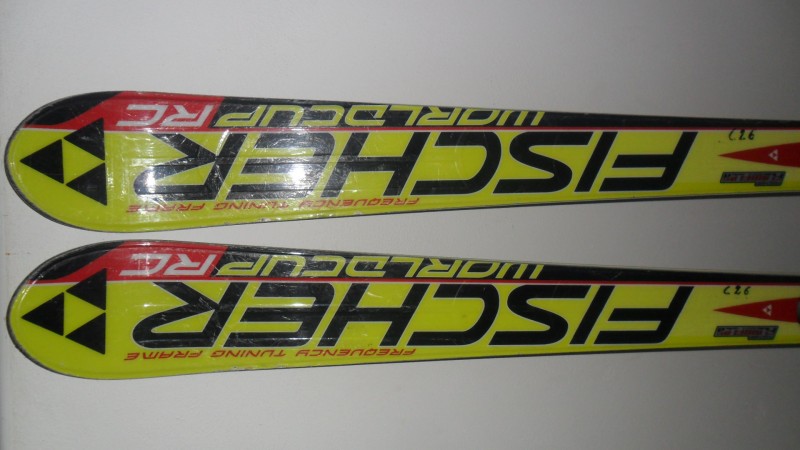 FISCHER
WORLDCUP RC
FREQUENCY TUNING FRAME
FISCHER
WORLDCUP RC
FREQUENCY TUNING FRAME